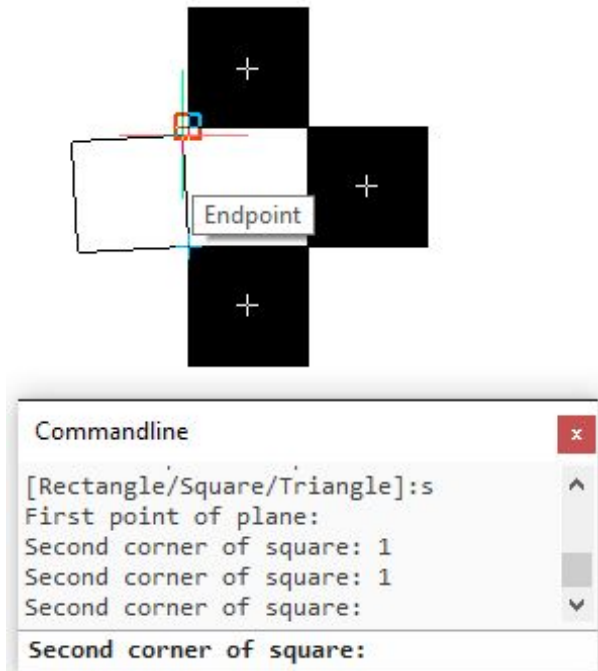 Endpoint
Commandline
x
[Rectangle/Square/Triangle]:s
First point of plane:
Second corner of square: 1
Second corner of square: 1
Second corner of square:
Second corner of square: